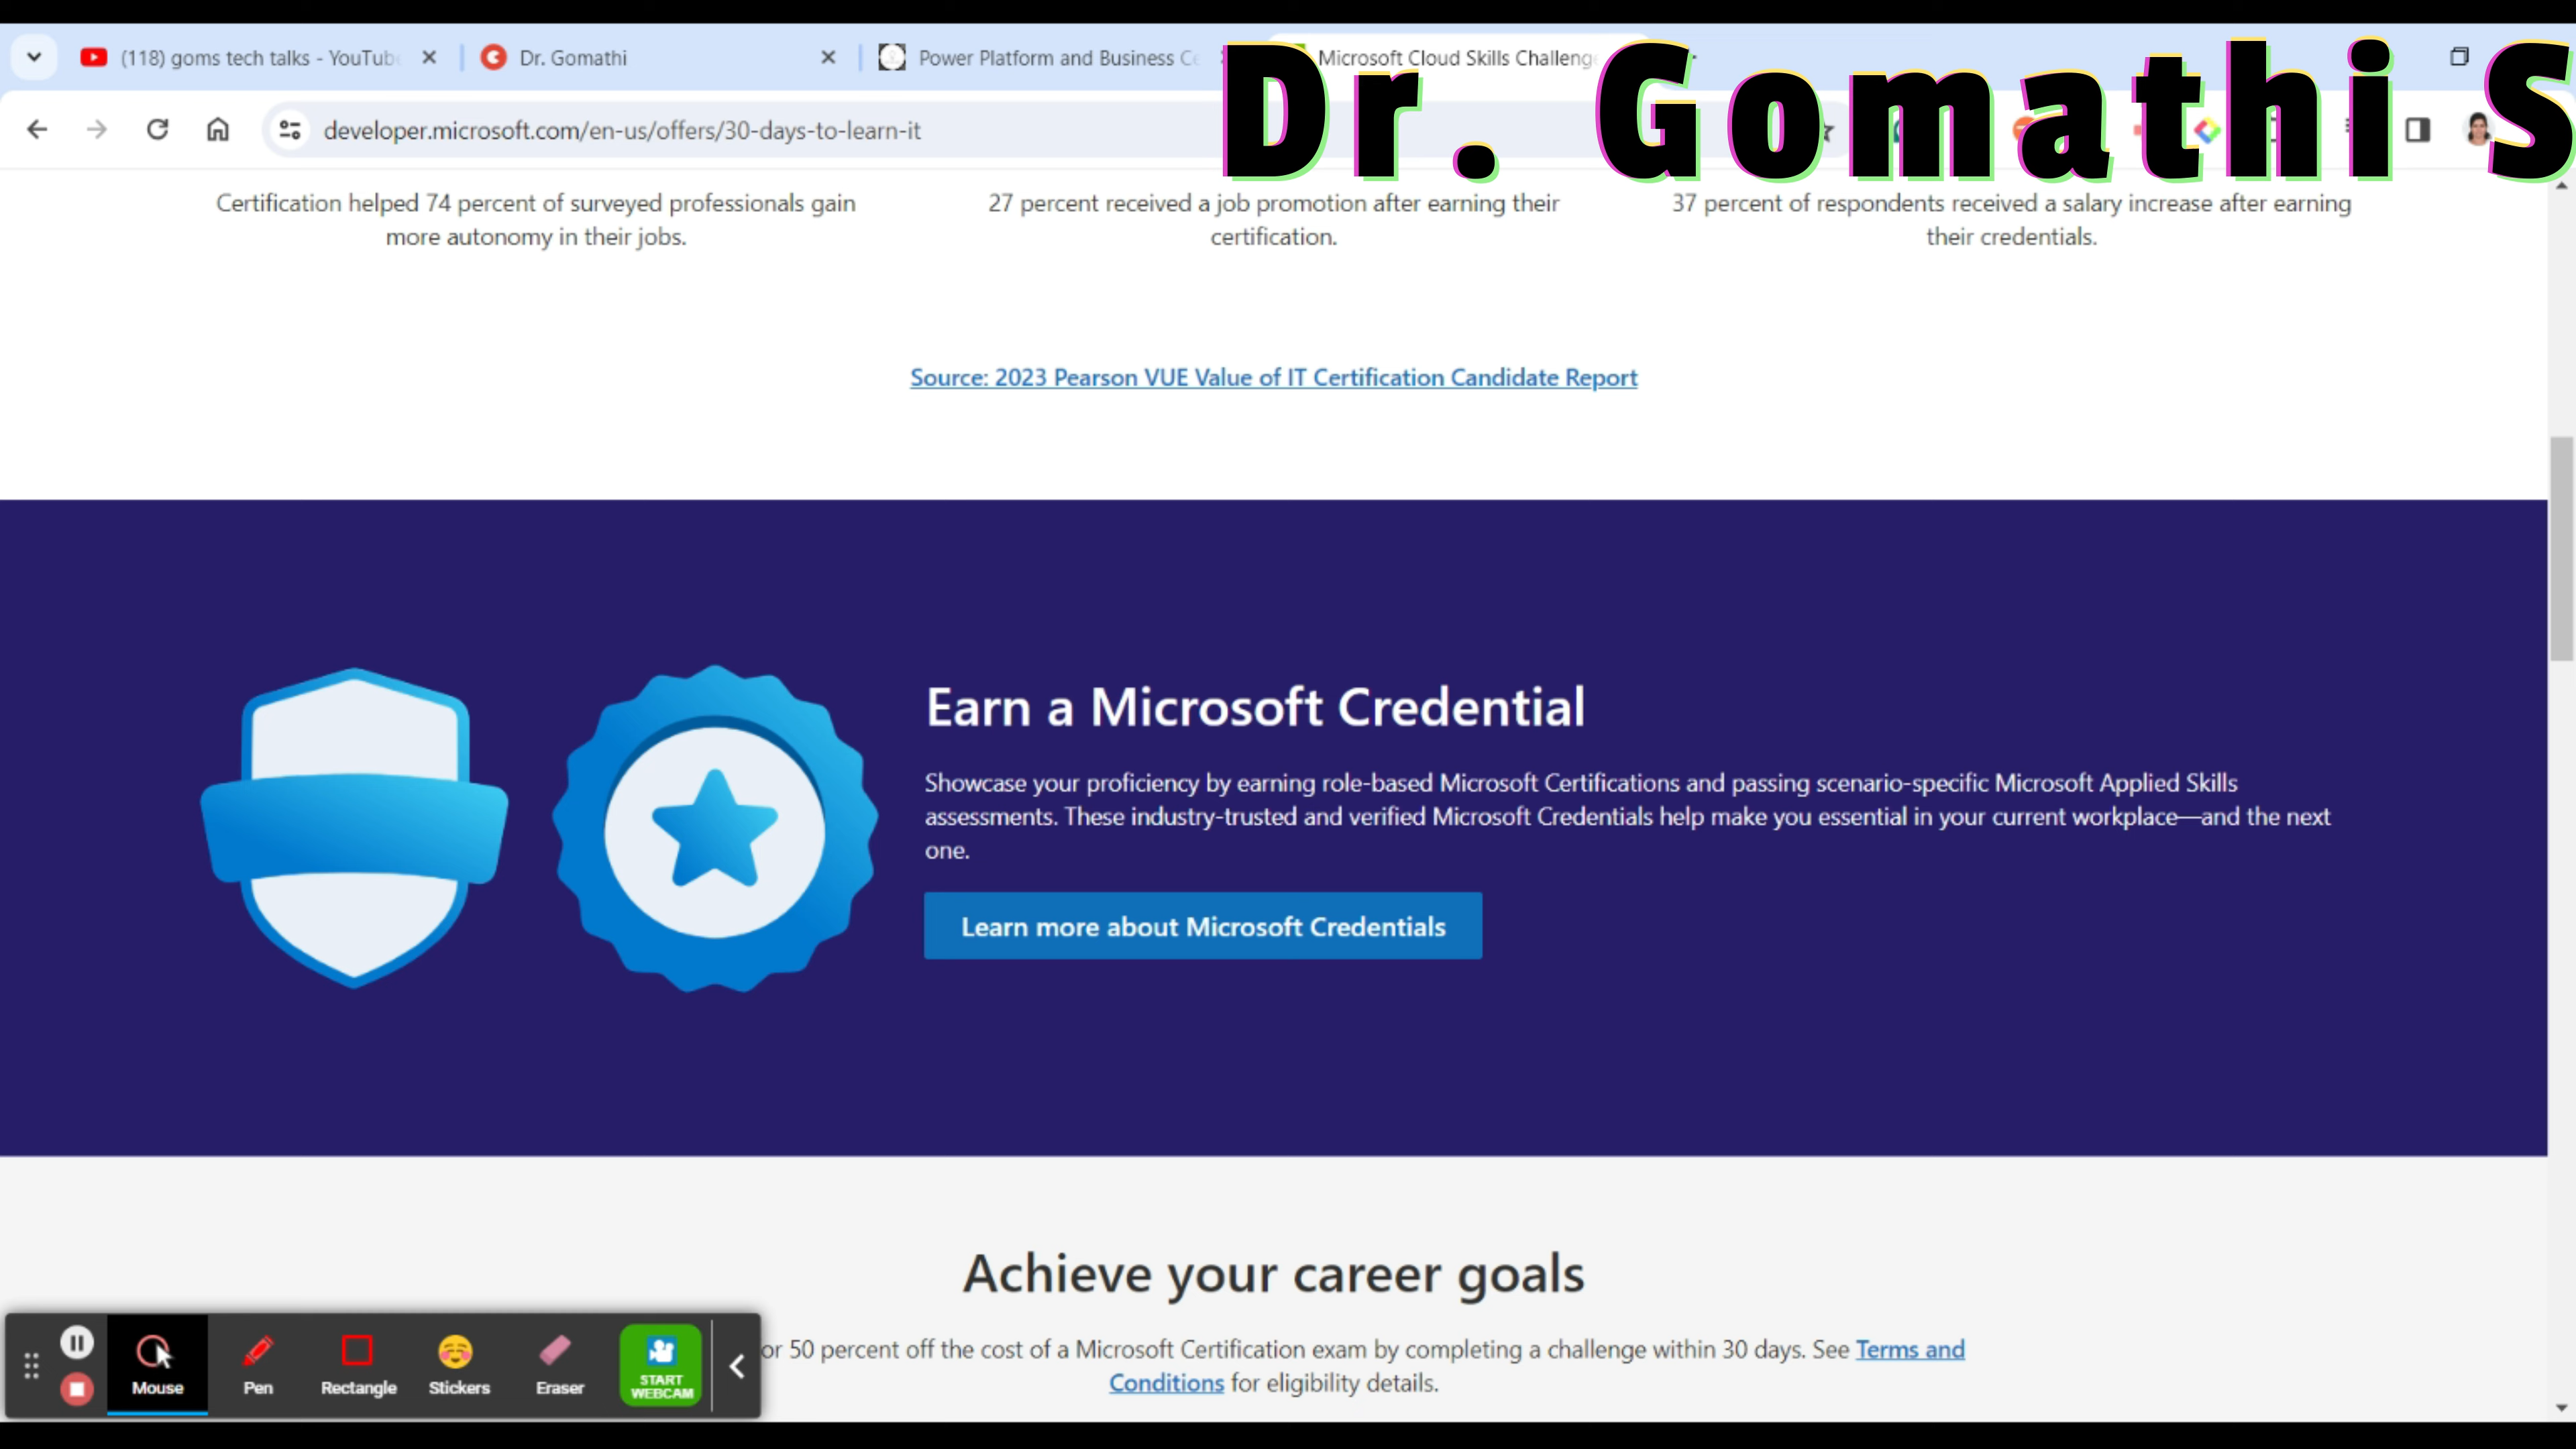 (118) goms tech talks - YouTub
Dr. Gomathi
Power Platform and Business Ce
Microsoft Cloud Skills Challeng
Dr. Gomathi S
developer.microsoft.com/en-us/offers/30-days-to-learn-it
Certification helped 74 percent of surveyed professionals gain
more autonomy in their jobs.
27 percent received a job promotion after earning their
certification.
37 percent of respondents received a salary increase after earning
their credentials.
Source: 2023 Pearson VUE Value of IT Certification Candidate Report
Earn a Microsoft Credential
Showcase your proficiency by earning role-based Microsoft Certifications and passing scenario-specific Microsoft Applied Skills
assessments. These industry-trusted and verified Microsoft Credentials help make you essential in your current workplace—and the next
one.
Learn more about Microsoft Credentials
Achieve your career goals
or 50 percent off the cost of a Microsoft Certification exam by completing a challenge within 30 days. See Terms and
Conditions for eligibility details.
Mouse
Pen
Rectangle
Stickers
Eraser
START
WEBCAM